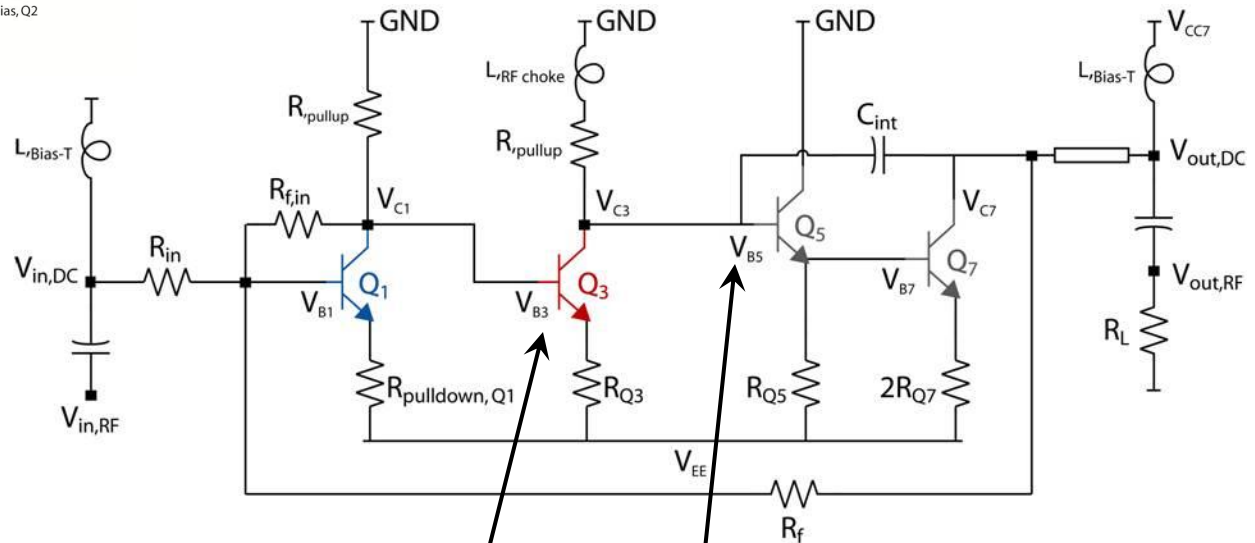 ias, Q2
GND
GND
GND
V_CC7
L,RF choke
L,Bias-T
R,pullup
C_int
R,pullup
L,Bias-T
V_out,DC
R_f,in
V_C1
V_C3
V_C7
R_in
Q_5
V_B5
V_in,DC
Q_1
Q_3
Q_7
V_B1
V_B3
V_B7
V_out,RF
R_L
R_pulldown, Q1
R_Q3
R_Q5
2R_Q7
V_in,RF
V_EE
R_f